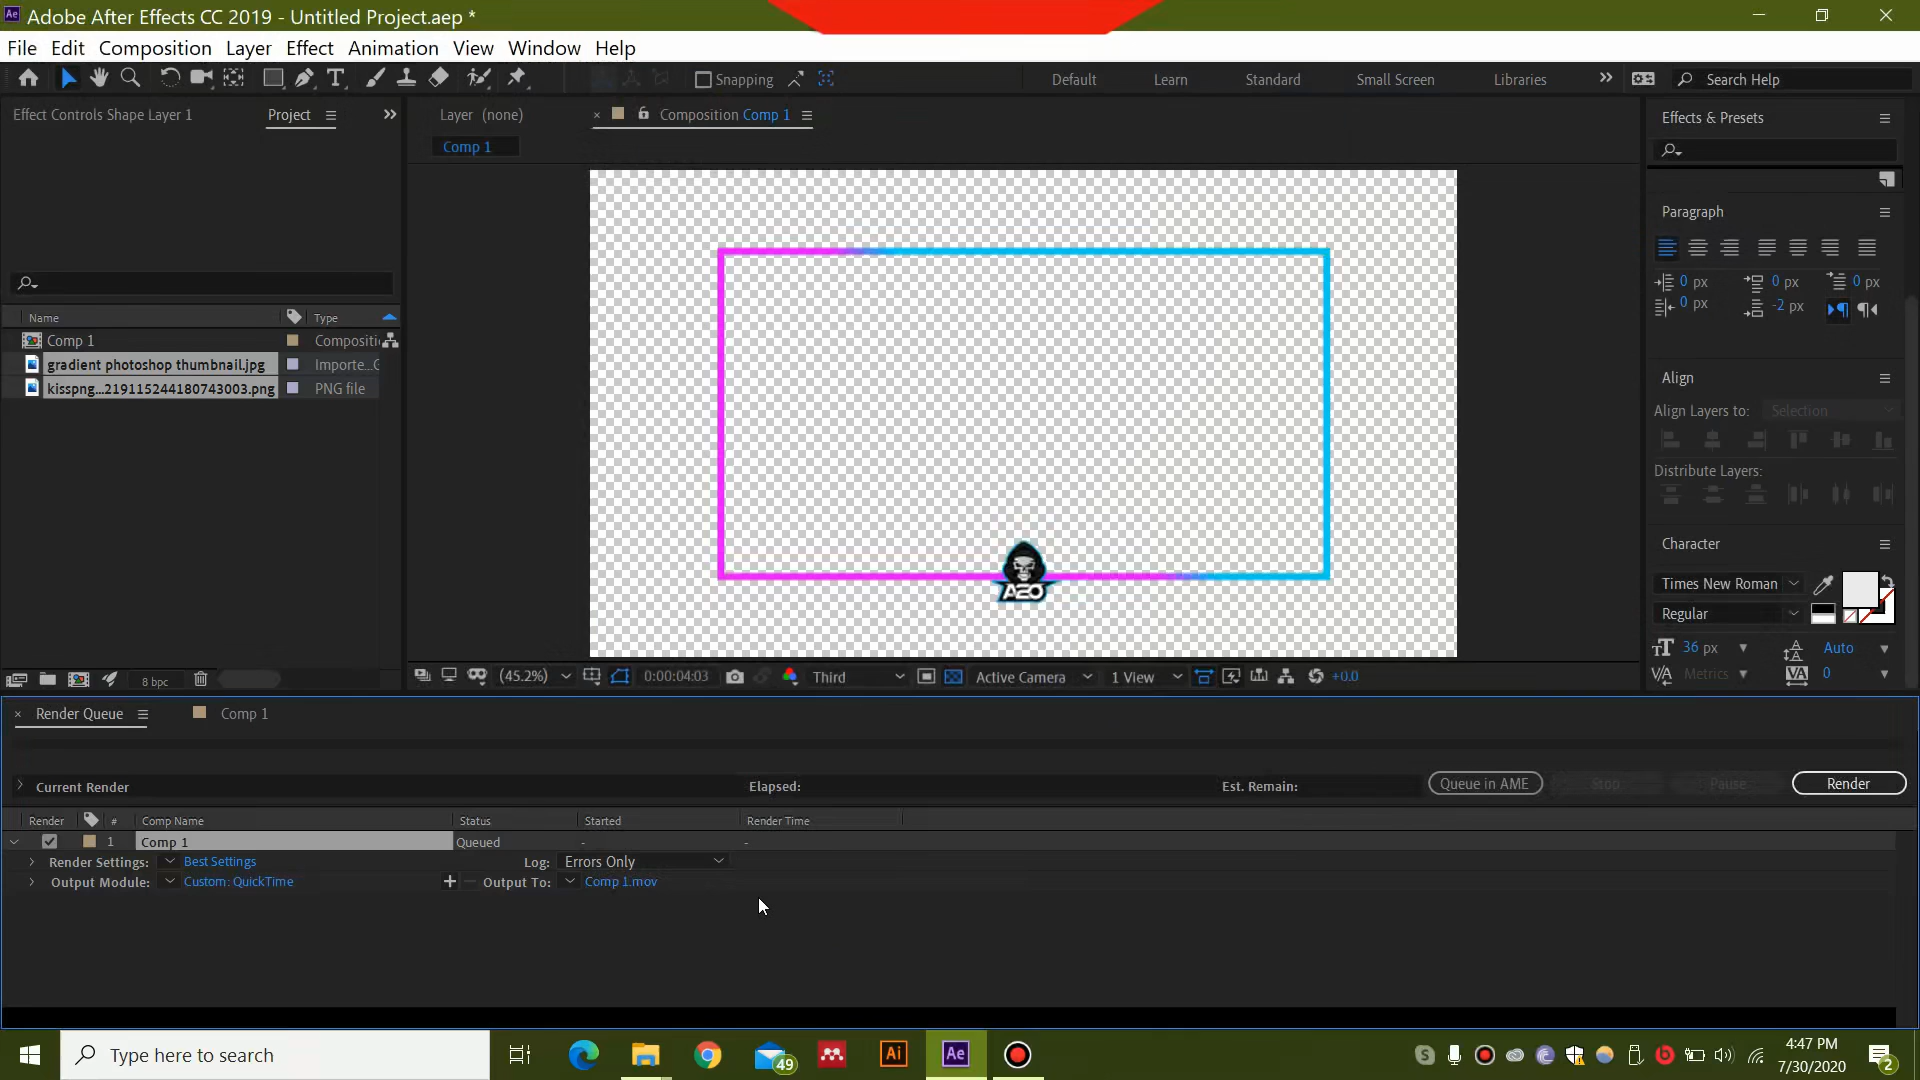 Adobe After Effects CC 2019 - Untitled Project.aep *
File Edit Composition Layer Effect Animation View Window Help
Snapping Default Learn Standard Small Screen Libraries Search Help
Effect Controls Shape Layer 1 Project
Layer (none) Composition Comp 1
Comp 1
Effects & Presets
Paragraph
0 px 0 px 0 px
0 px -2 px
Name Type
Comp 1 Compositi
gradient photoshop thumbnail.jpg Importe...G
kisspng...219115244180743003.png PNG file
Align
Align Layers to: Selection
Distribute Layers:
Character
Times New Roman
Regular
36 px Auto
Metrics 0
A2O
8 bpc
(45.2%) 0:00:04:03 Third Active Camera 1 View +0.0
Render Queue Comp 1
Current Render Elapsed: Est. Remain: Queue in AME Stop Pause Render
Render # Comp Name Status Started Render Time
1 Comp 1 Queued - -
Render Settings: Best Settings Log: Errors Only
Output Module: Custom: QuickTime Output To: Comp 1.mov
Type here to search
49
Ai
Ae
4:47 PM
7/30/2020
2